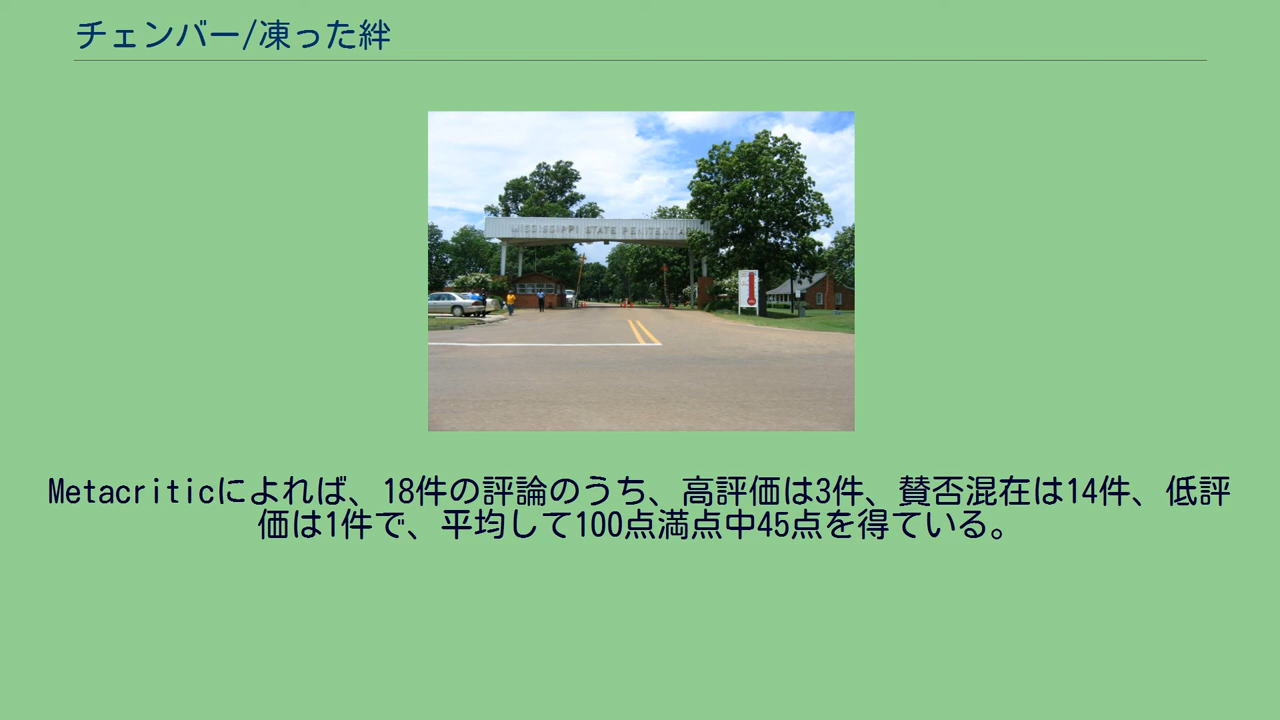 チェンバー/凍った絆
MISSISSIPPI STATE PENITENTIARY
Metacriticによれば、18件の評論のうち、高評価は3件、賛否混在は14件、低評
価は1件で、平均して100点満点中45点を得ている。